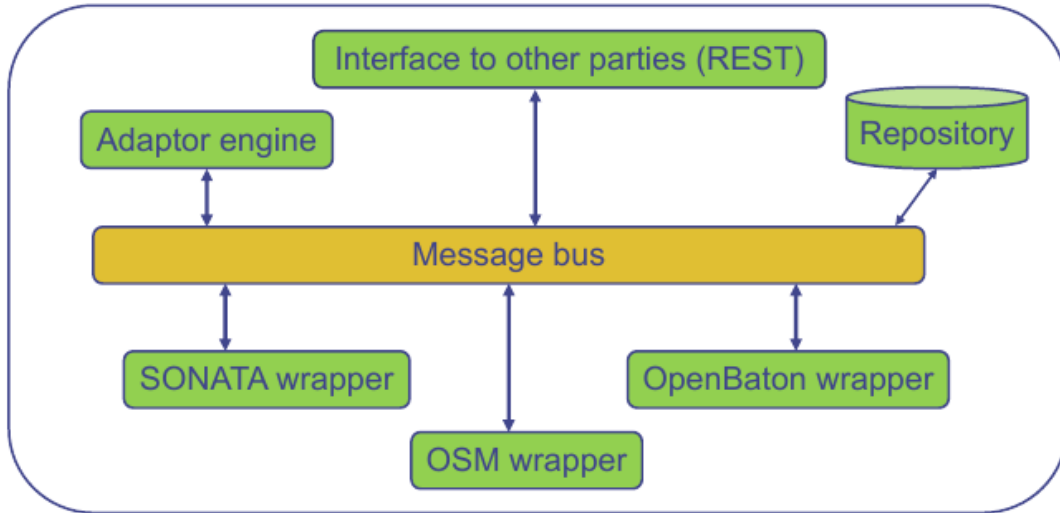 Interface to other parties (REST)
Adaptor engine
Repository
Message bus
SONATA wrapper
OpenBaton wrapper
OSM wrapper